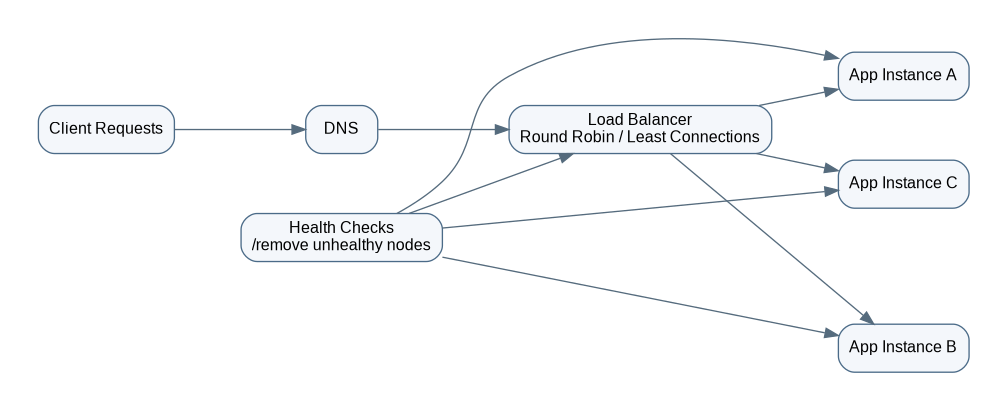 Client Requests
DNS
Load Balancer
Round Robin / Least Connections
App Instance A
App Instance C
Health Checks
/remove unhealthy nodes
App Instance B